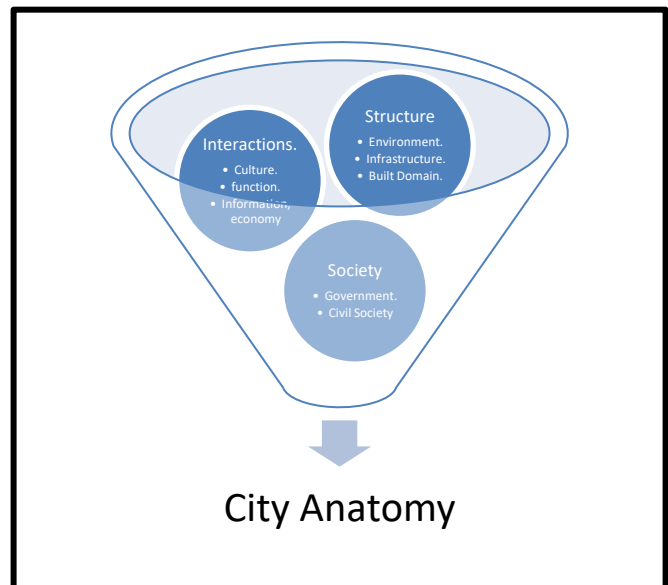 Structure
• Environment.
• Infrastructure.
• Built Domain.
Interactions.
• Culture.
• function.
• Information,
economy
Society
• Government.
• Civil Society
City Anatomy